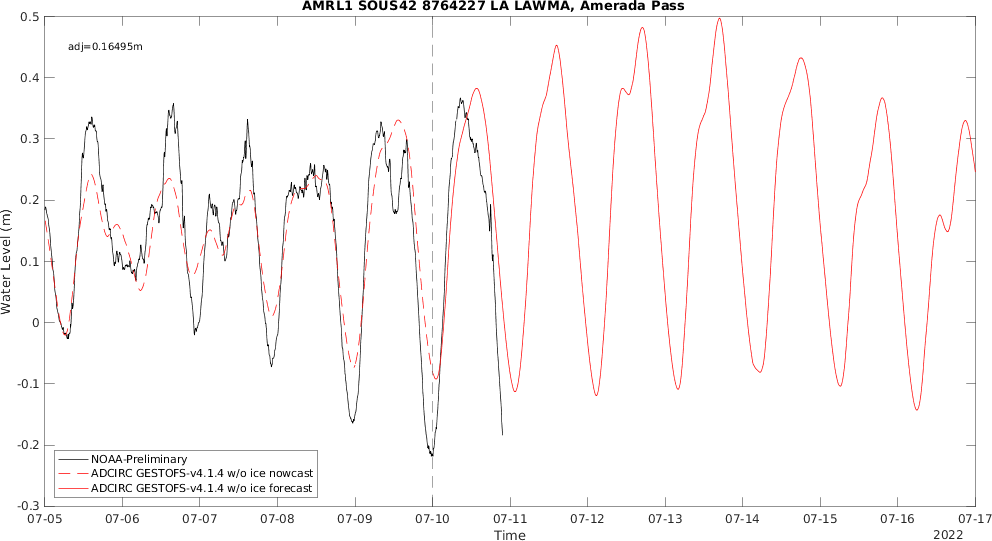 AMRL1 SOUS42 8764227 LA LAWMA, Amerada Pass
adj=0.16495m
Water Level (m)
0.5
0.4
0.3
0.2
0.1
0
-0.1
-0.2
-0.3
NOAA-Preliminary
ADCIRC GESTOFS-v4.1.4 w/o ice nowcast
ADCIRC GESTOFS-v4.1.4 w/o ice forecast
07-05 07-06 07-07 07-08 07-09 07-10 07-11 07-12 07-13 07-14 07-15 07-16 07-17
Time
2022